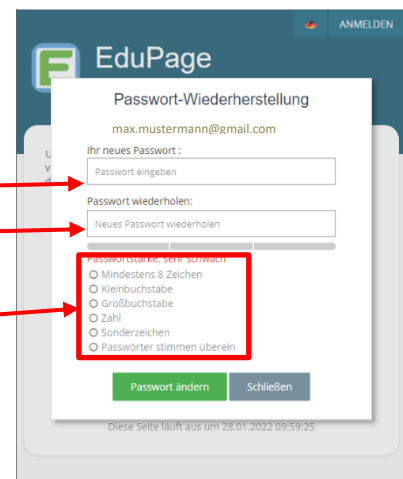 ANMELDEN
EduPage
Passwort-Wiederherstellung
max.mustermann@gmail.com
Ihr neues Passwort :
Passwort eingeben
Passwort wiederholen:
Neues Passwort wiederholen
Passwortstärke: sehr schwach
Mindestens 8 Zeichen
Kleinbuchstabe
Großbuchstabe
Zahl
Sonderzeichen
Passwörter stimmen überein
Passwort ändern Schließen
Diese Seite läuft aus um 28.01.2022 09:59:25